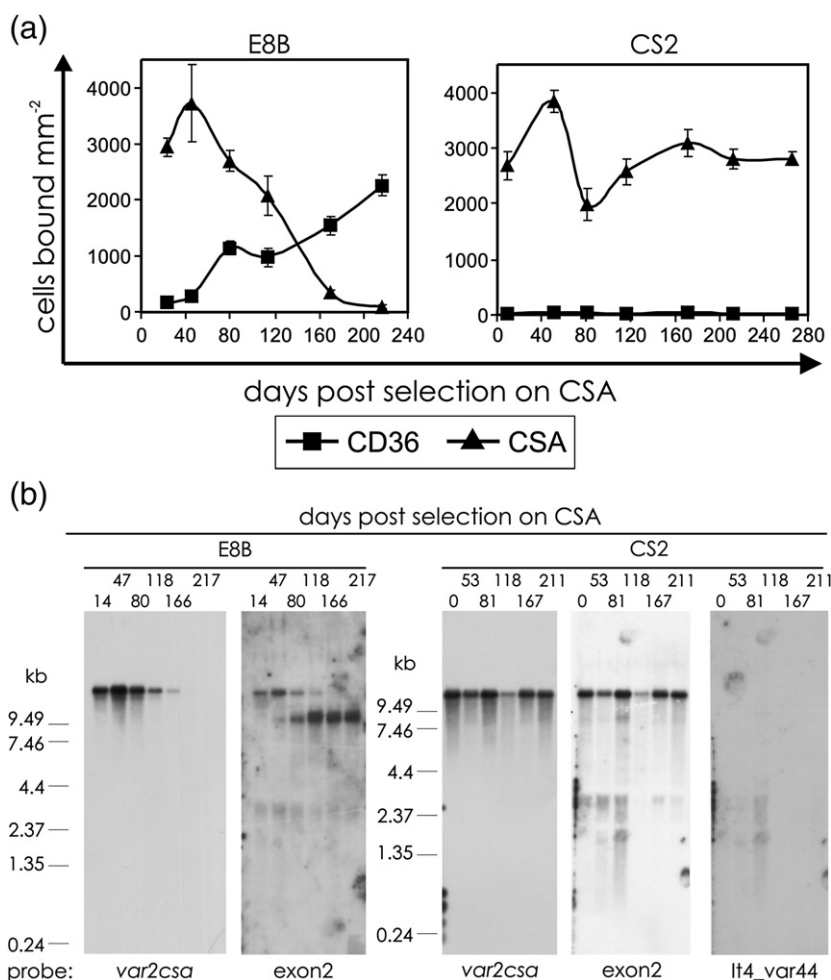 (a)
E8B
CS2
4000
3000
2000
1000
0
0 40 80 120 160 200 240
4000
3000
2000
1000
0
0 40 80 120 160 200 240 280
cells bound mm-2
days post selection on CSA
CD36 CSA
(b)
days post selection on CSA
E8B
CS2
47 118 217
14 80 166
47 118 217
14 80 166
53 118 211
0 81 167
53 118 211
0 81 167
53 118 211
0 81 167
kb
9.49
7.46
4.4
2.37
1.35
0.24
kb
9.49
7.46
4.4
2.37
1.35
0.24
probe: var2csa exon2 var2csa exon2 It4_var44